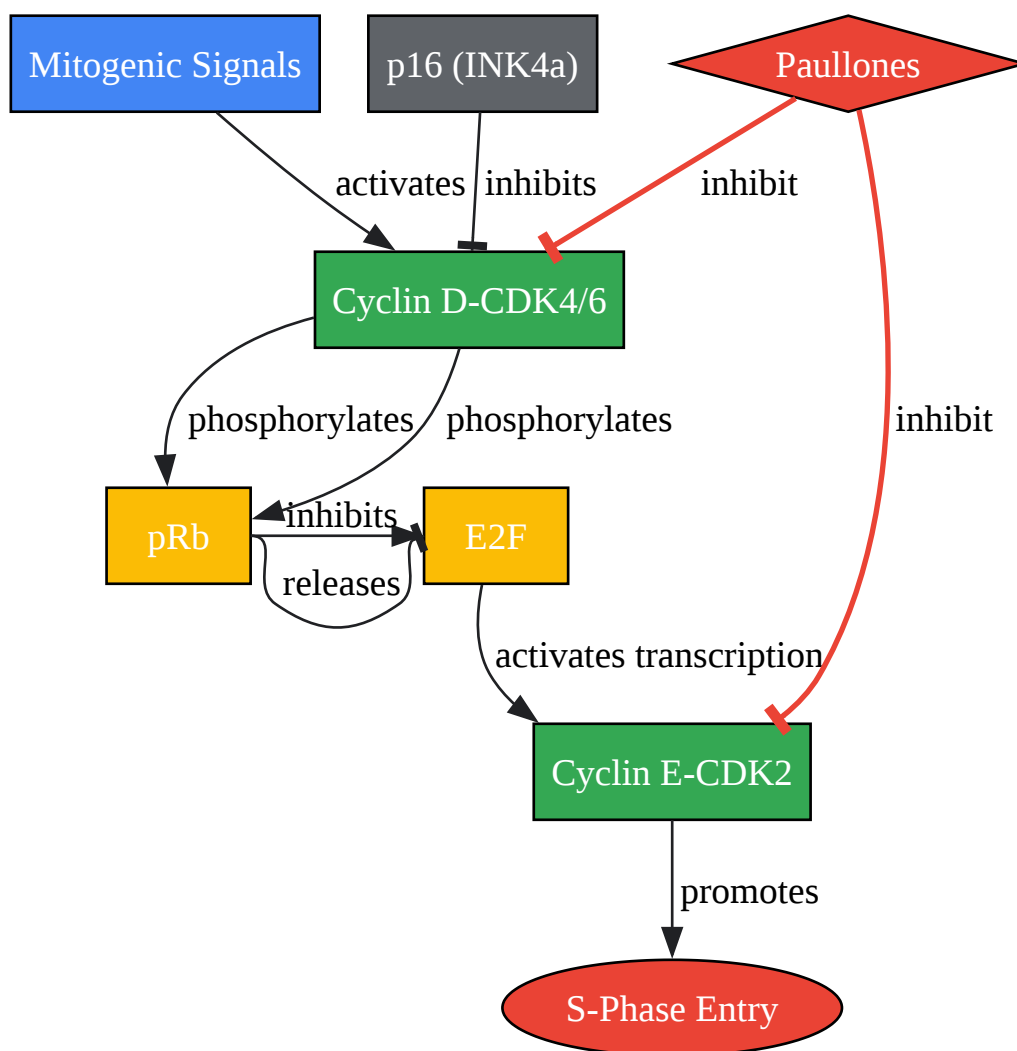 Mitogenic Signals
p16 (INK4a)
Paullones
activates
inhibits
inhibit
Cyclin D-CDK4/6
phosphorylates
phosphorylates
inhibit
pRb
inhibits
E2F
releases
activates transcription
Cyclin E-CDK2
promotes
S-Phase Entry